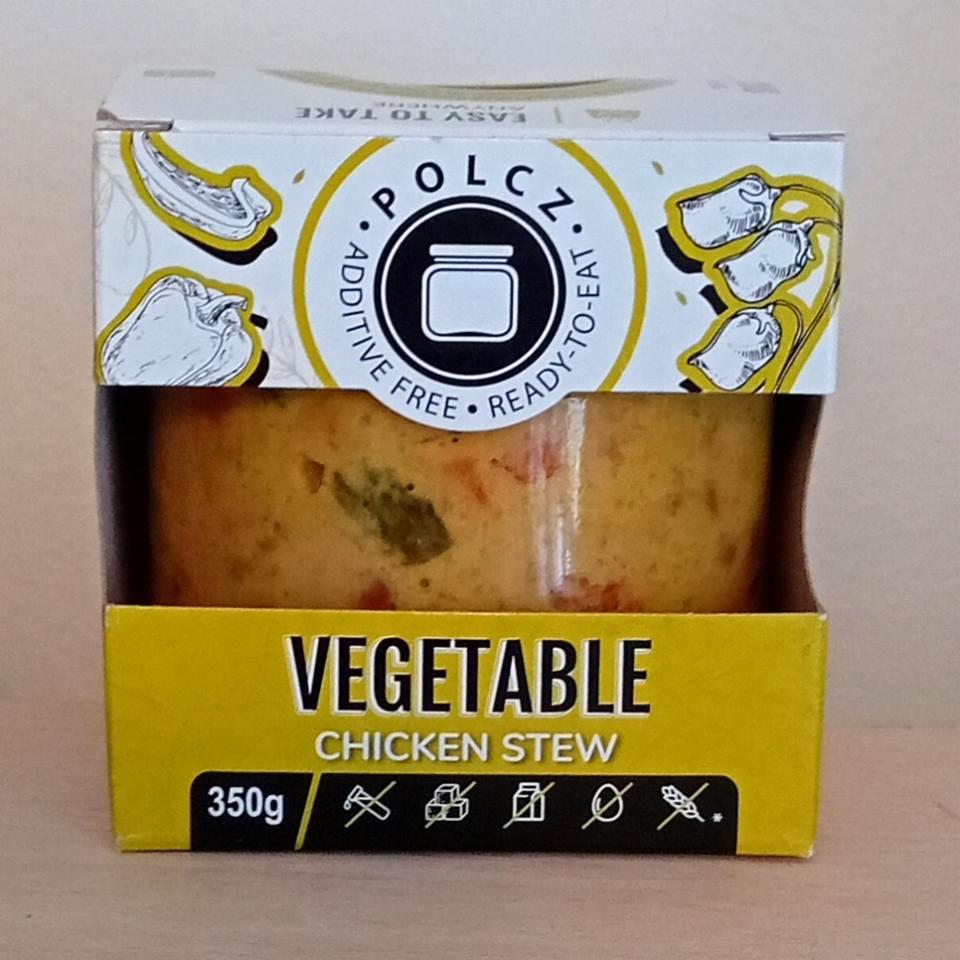 EASY TO TAKE
ANYWHERE
• POLCZ •
ADDITIVE FREE • READY-TO-EAT
VEGETABLE
CHICKEN STEW
350g
*